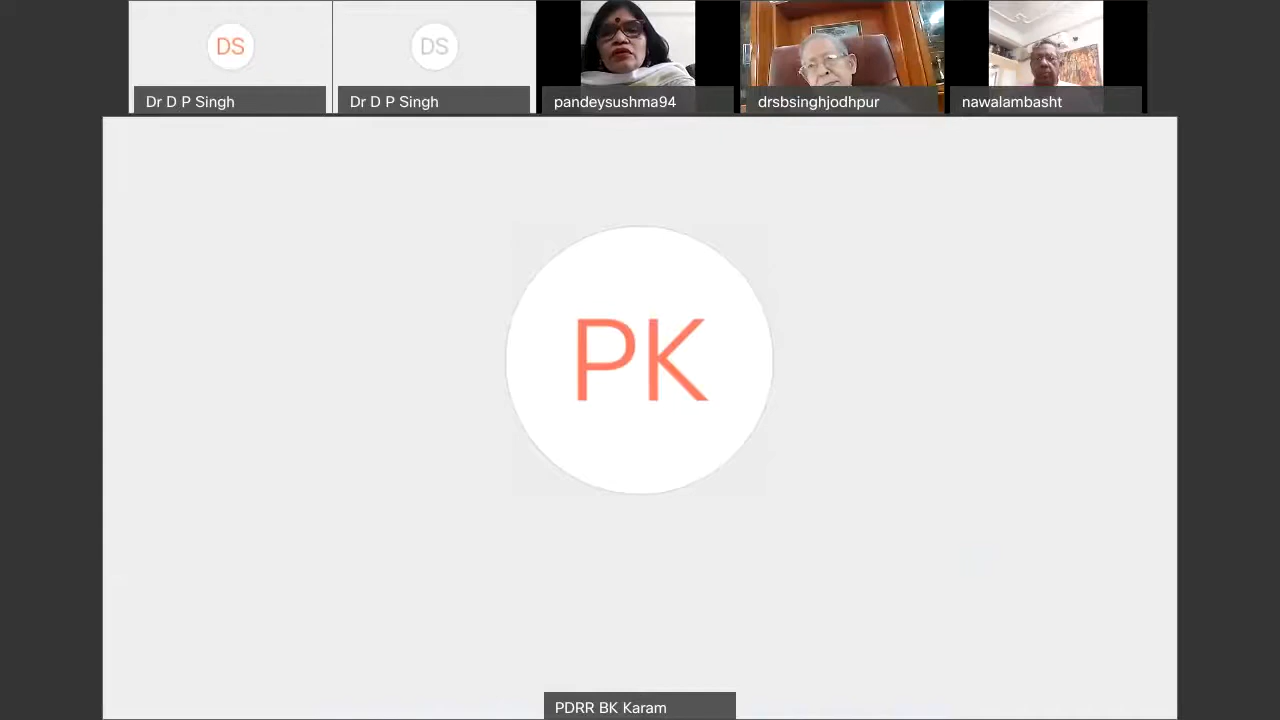 DS
Dr D P Singh
DS
Dr D P Singh
pandeysushma94
drsbsinghjodhpur
nawalambasht
PK
PDRR BK Karam